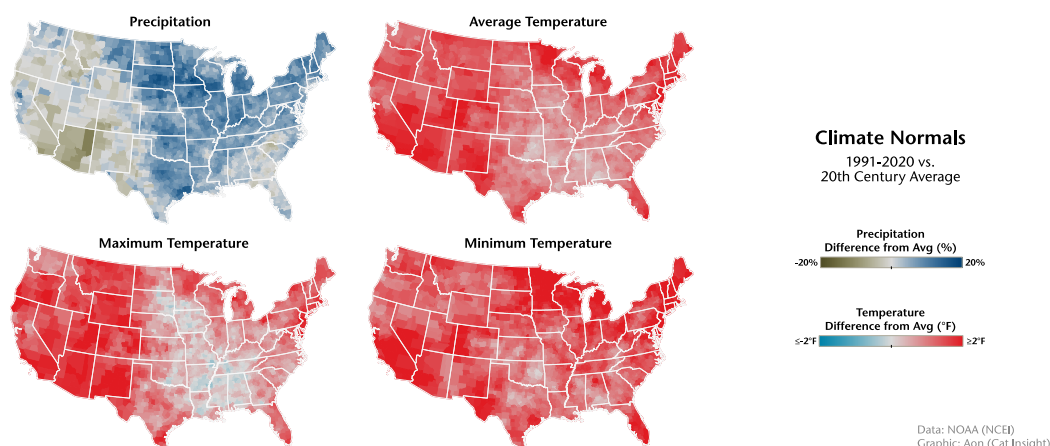 Precipitation
Average Temperature
Maximum Temperature
Minimum Temperature
Climate Normals
1991-2020 vs.
20th Century Average
Precipitation
Difference from Avg (%)
-20%
20%
Temperature
Difference from Avg (°F)
≤-2°F
≥2°F
Data: NOAA (NCEI)
Graphic: Aon (Cat Insight)